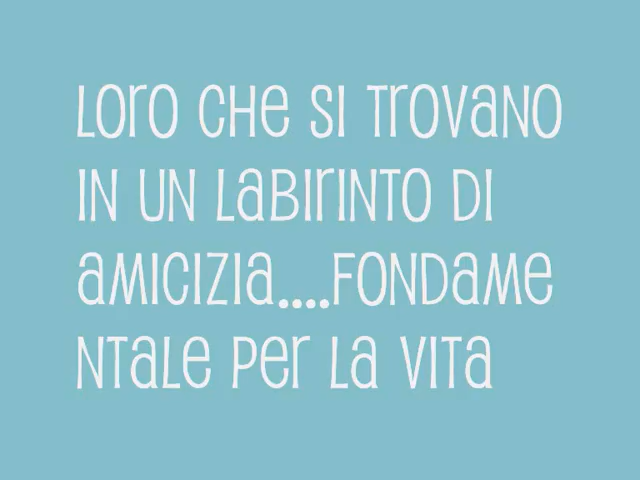 Loro che si trovano
in un labirinto di
amicizia....fondame
ntale per la vita